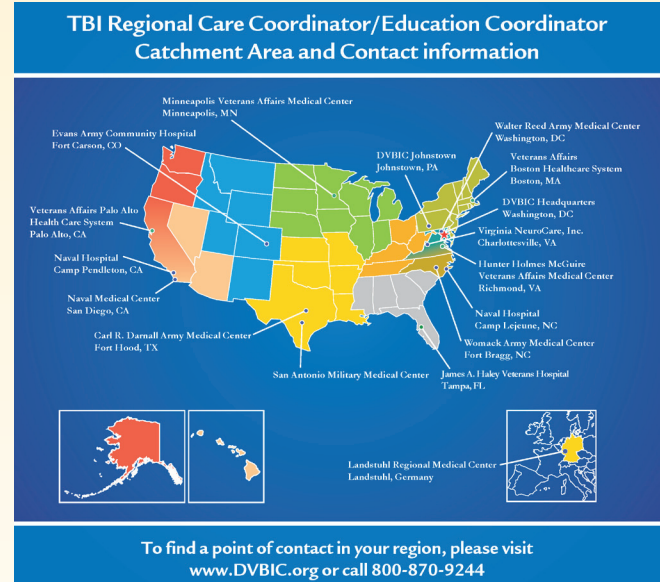 TBI Regional Care Coordinator/Education Coordinator
Catchment Area and Contact information
Minneapolis Veterans Affairs Medical Center
Minneapolis, MN
Evans Army Community Hospital
Fort Carson, CO
Walter Reed Army Medical Center
Washington, DC
DVBIC Johnstown
Johnstown, PA
Veterans Affairs
Boston Healthcare System
Boston, MA
DVBIC Headquarters
Washington, DC
Veterans Affairs Palo Alto
Health Care System
Palo Alto, CA
Virginia NeuroCare, Inc.
Charlottesville, VA
Naval Hospital
Camp Pendleton, CA
Hunter Holmes McGuire
Veterans Affairs Medical Center
Richmond, VA
Naval Medical Center
San Diego, CA
Naval Hospital
Camp Lejeune, NC
Carl R. Darnall Army Medical Center
Fort Hood, TX
Womack Army Medical Center
Fort Bragg, NC
San Antonio Military Medical Center
James A. Haley Veterans Hospital
Tampa, FL
Landstuhl Regional Medical Center
Landstuhl, Germany
To find a point of contact in your region, please visit
www.DVBIC.org or call 800-870-9244